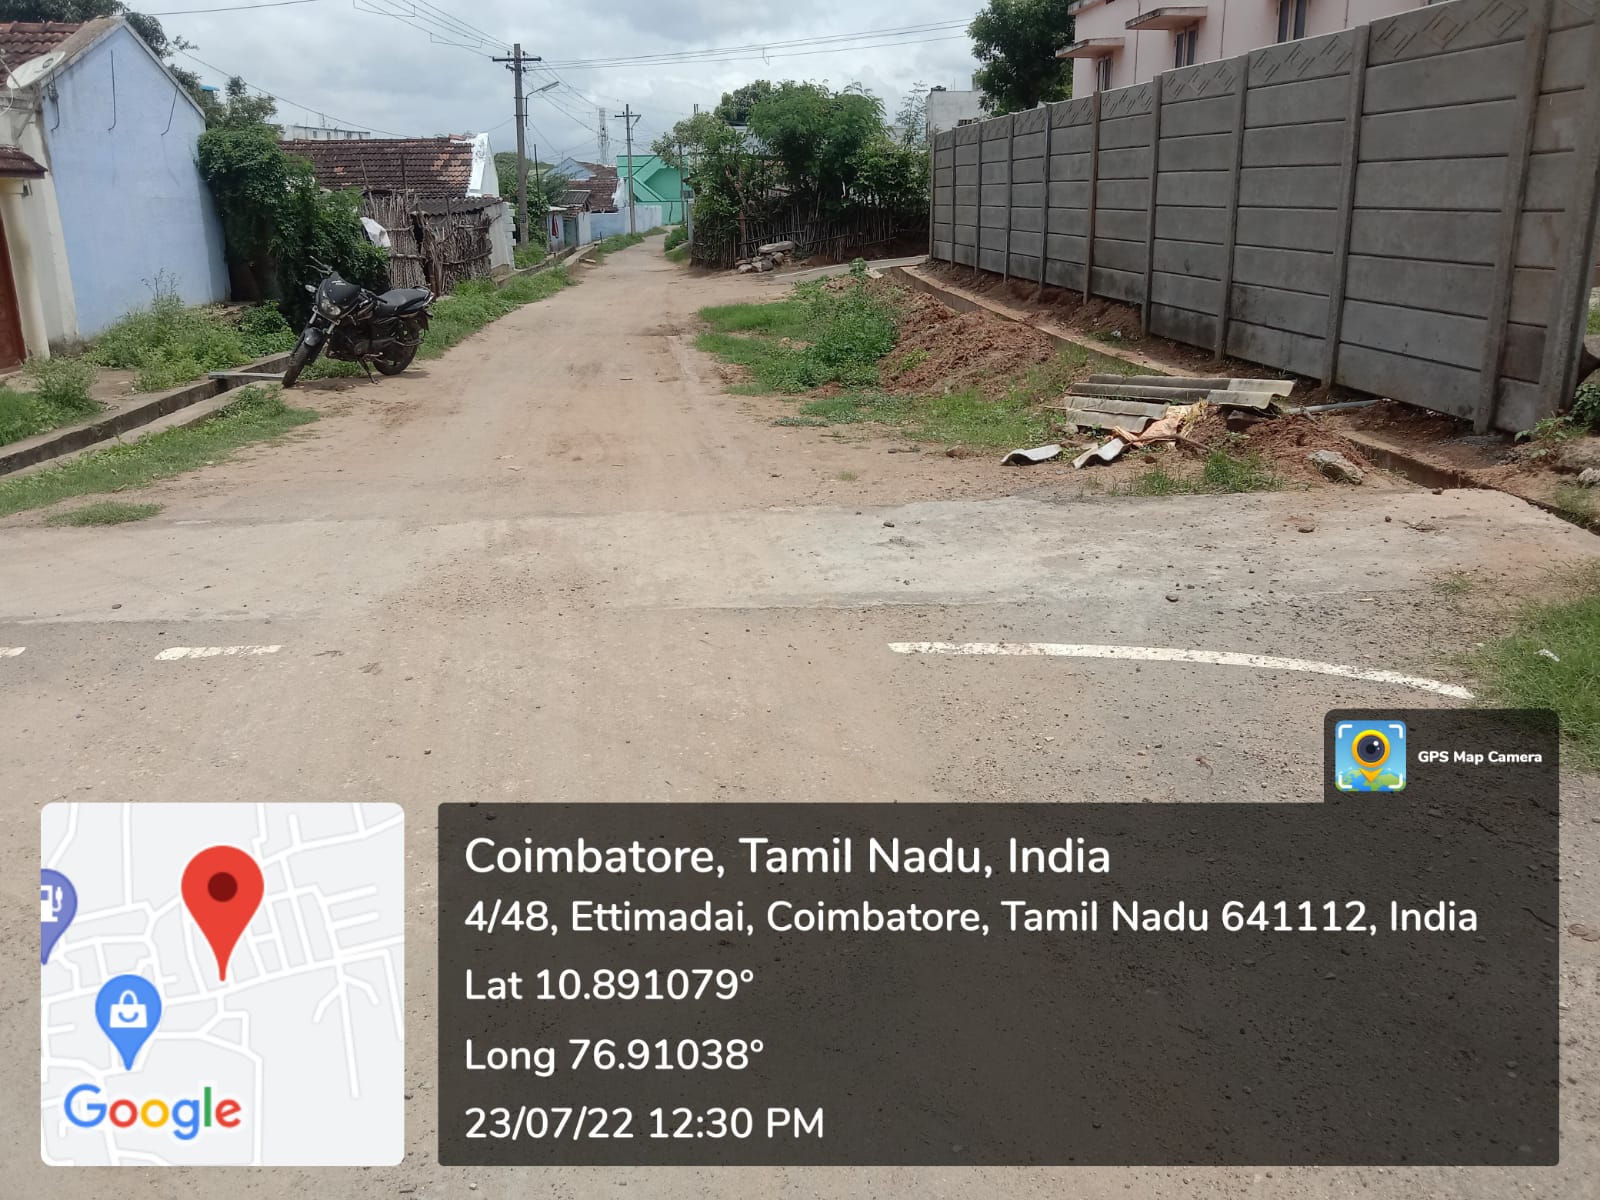 GPS Map Camera
Coimbatore, Tamil Nadu, India
4/48, Ettimadai, Coimbatore, Tamil Nadu 641112, India
Lat 10.891079°
Long 76.91038°
23/07/22 12:30 PM
Google